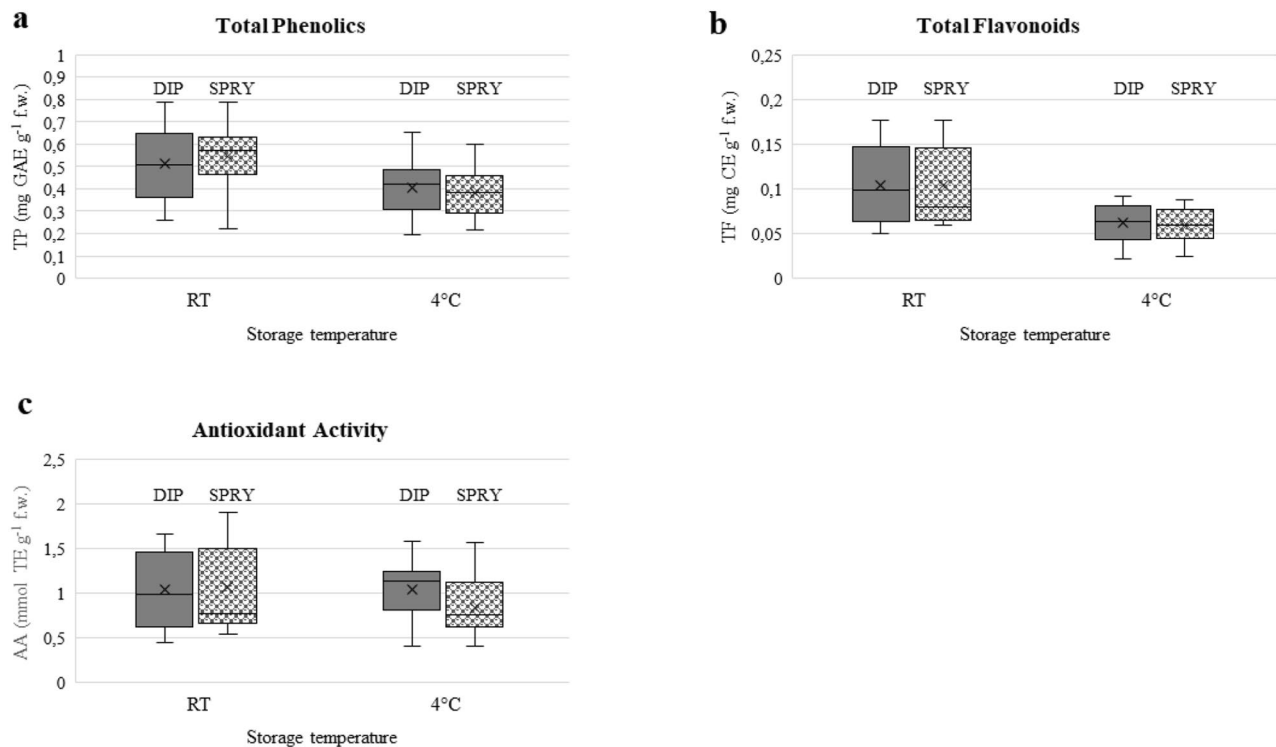 a
Total Phenolics
TP (mg GAE g⁻¹ f.w.)
1
0,9
0,8
0,7
0,6
0,5
0,4
0,3
0,2
0,1
0
DIP SPRY DIP SPRY
RT 4°C
Storage temperature
b
Total Flavonoids
TF (mg CE g⁻¹ f.w.)
0,25
0,2
0,15
0,1
0,05
0
DIP SPRY DIP SPRY
RT 4°C
Storage temperature
c
Antioxidant Activity
AA (mmol TE g⁻¹ f.w.)
2,5
2
1,5
1
0,5
0
DIP SPRY DIP SPRY
RT 4°C
Storage temperature